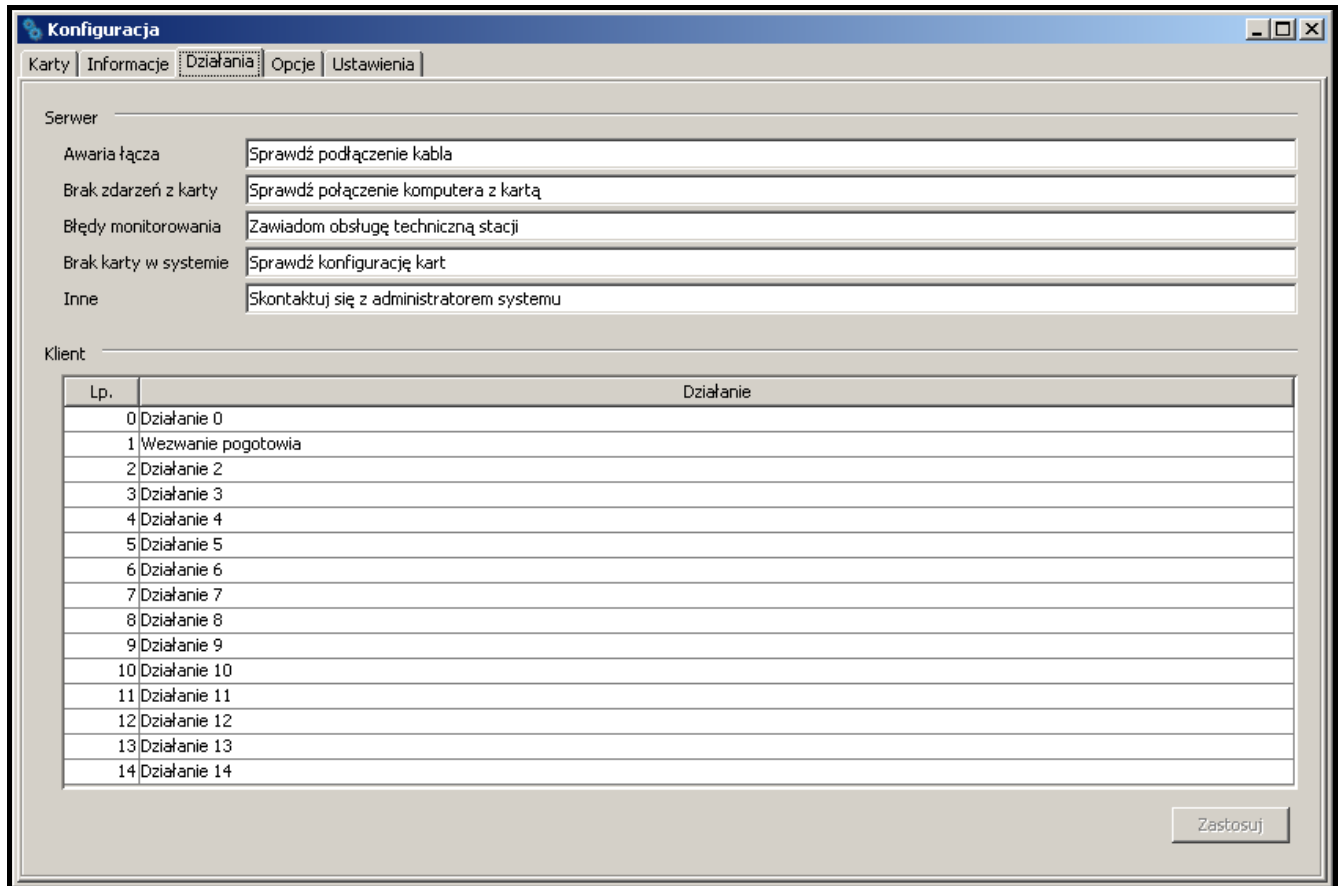 Konfiguracja
Karty Informacje Działania Opcje Ustawienia
Serwer
Awaria łącza Sprawdź podłączenie kabla
Brak zdarzeń z karty Sprawdź połączenie komputera z kartą
Błędy monitorowania Zawiadom obsługę techniczną stacji
Brak karty w systemie Sprawdź konfigurację kart
Inne Skontaktuj się z administratorem systemu
Klient
Lp. Działanie
0 Działanie 0
1 Wezwanie pogotowia
2 Działanie 2
3 Działanie 3
4 Działanie 4
5 Działanie 5
6 Działanie 6
7 Działanie 7
8 Działanie 8
9 Działanie 9
10 Działanie 10
11 Działanie 11
12 Działanie 12
13 Działanie 13
14 Działanie 14
Zastosuj